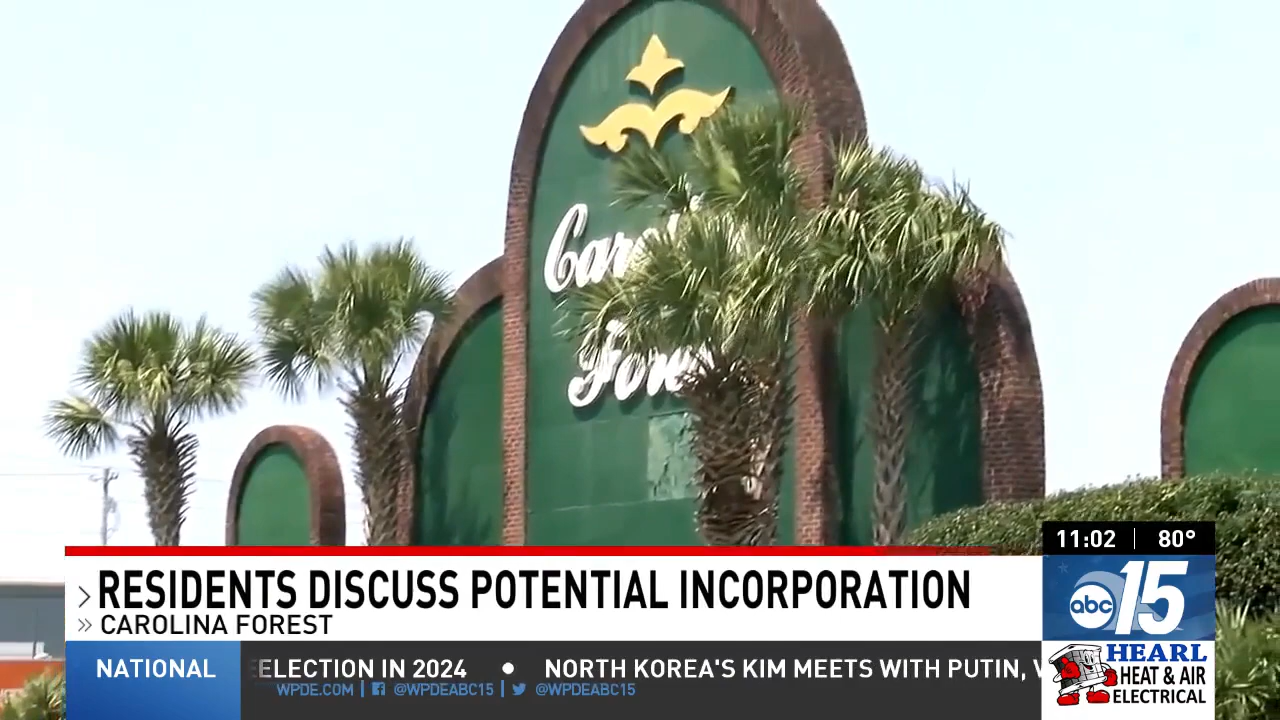 RESIDENTS DISCUSS POTENTIAL INCORPORATION
CAROLINA FOREST
11:02 80°
abc 15
NATIONAL
ELECTION IN 2024 • NORTH KOREA'S KIM MEETS WITH PUTIN,
WPDE.COM | @WPDEABC15 | @WPDEABC15
HEARL
HEAT & AIR
ELECTRICAL